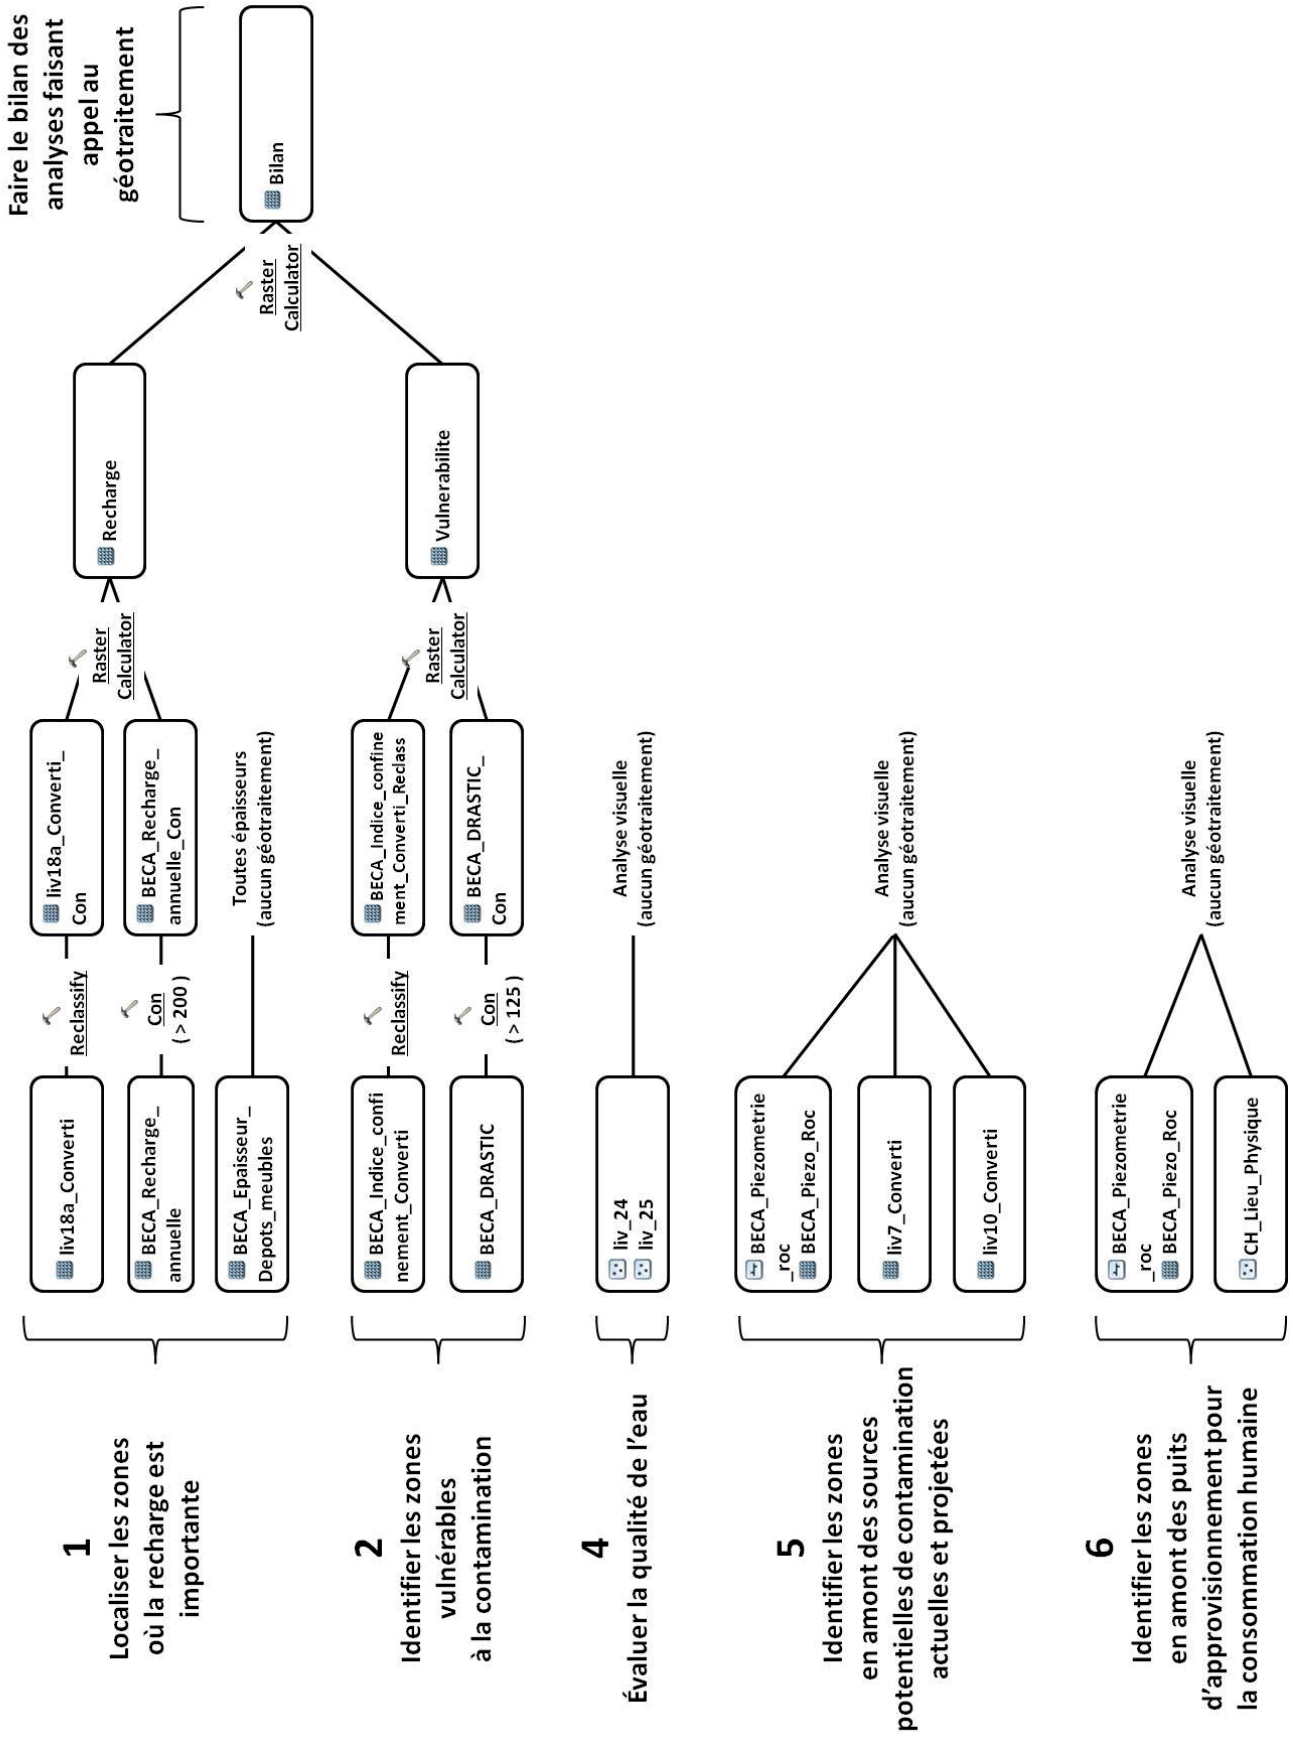 Faire le bilan des
analyses faisant
appel au
géotraitement
1
Localiser les zones
où la recharge est
importante
liv18a_Converti
Reclassify
liv18a_Converti_
Con
BECA_Recharge_
annuelle
Con
( > 200 )
BECA_Recharge_
annuelle_Con
Raster
Calculator
Recharge
BECA_Epaisseur_
Depots_meubles
Toutes épaisseurs
(aucun géotraitement)
Raster
Calculator
Bilan
2
Identifier les zones
vulnérables
à la contamination
BECA_Indice_confi
nement_Converti
Reclassify
BECA_Indice_confine
ment_Converti_Reclass
BECA_DRASTIC
Con
( > 125 )
BECA_DRASTIC_
Con
Raster
Calculator
Vulnerabilite
4
Évaluer la qualité de l’eau
liv_24
liv_25
Analyse visuelle
(aucun géotraitement)
5
Identifier les zones
en amont des sources
potentielles de contamination
actuelles et projetées
BECA_Piezometrie
_roc
BECA_Piezo_Roc
liv7_Converti
liv10_Converti
Analyse visuelle
(aucun géotraitement)
6
Identifier les zones
en amont des puits
d’approvisionnement pour
la consommation humaine
BECA_Piezometrie
_roc
BECA_Piezo_Roc
CH_Lieu_Physique
Analyse visuelle
(aucun géotraitement)